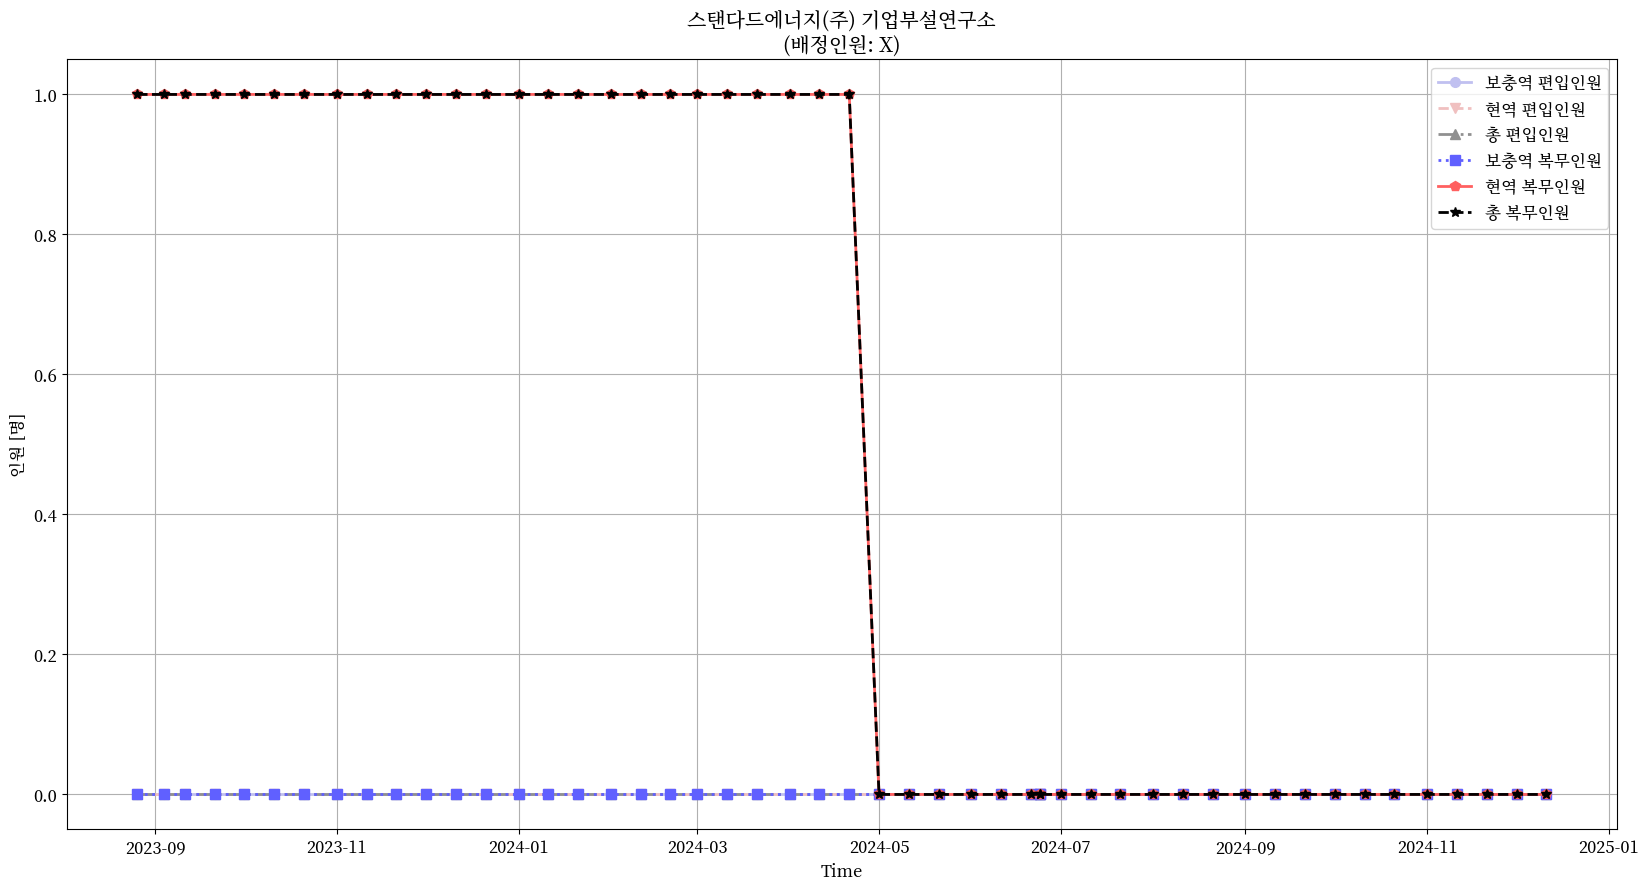 스탠다드에너지(주) 기업부설연구소
(배정인원: X)
보충역 편입인원
현역 편입인원
총 편입인원
보충역 복무인원
현역 복무인원
총 복무인원
1.0
0.8
0.6
0.4
0.2
0.0
인원 [명]
2023-09
2023-11
2024-01
2024-03
2024-05
2024-07
2024-09
2024-11
2025-01
Time